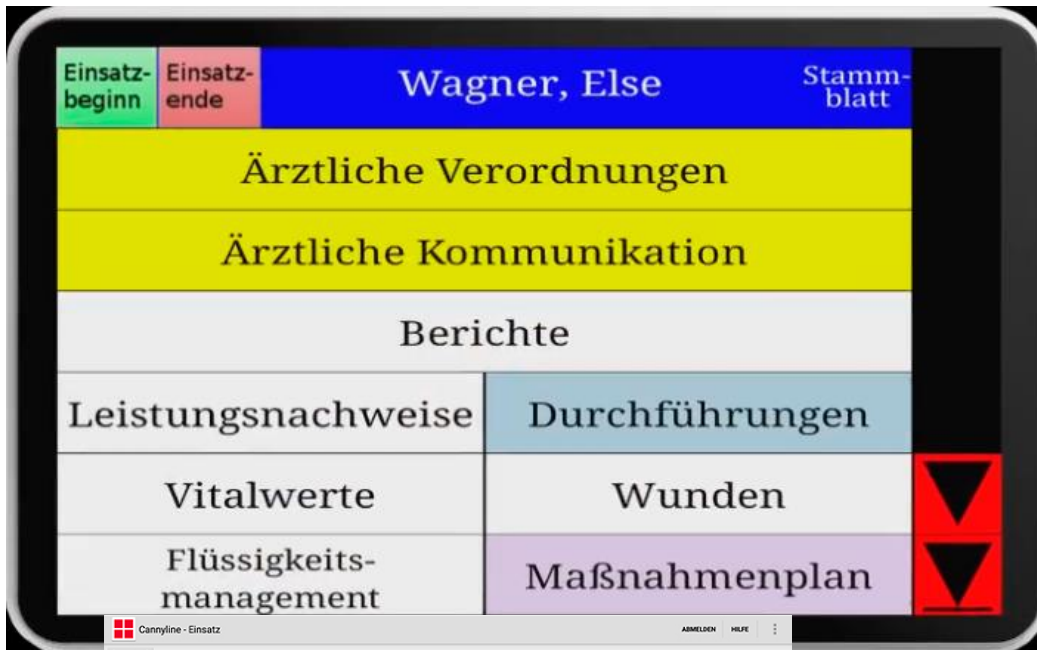 Einsatz-
beginn
Einsatz-
ende
Wagner, Else
Stamm-
blatt
Ärztliche Verordnungen
Ärztliche Kommunikation
Berichte
Leistungsnachweise
Durchführungen
Vitalwerte
Wunden
Flüssigkeits-
management
Maßnahmenplan
Cannyline - Einsatz
ABMELDEN
HILFE